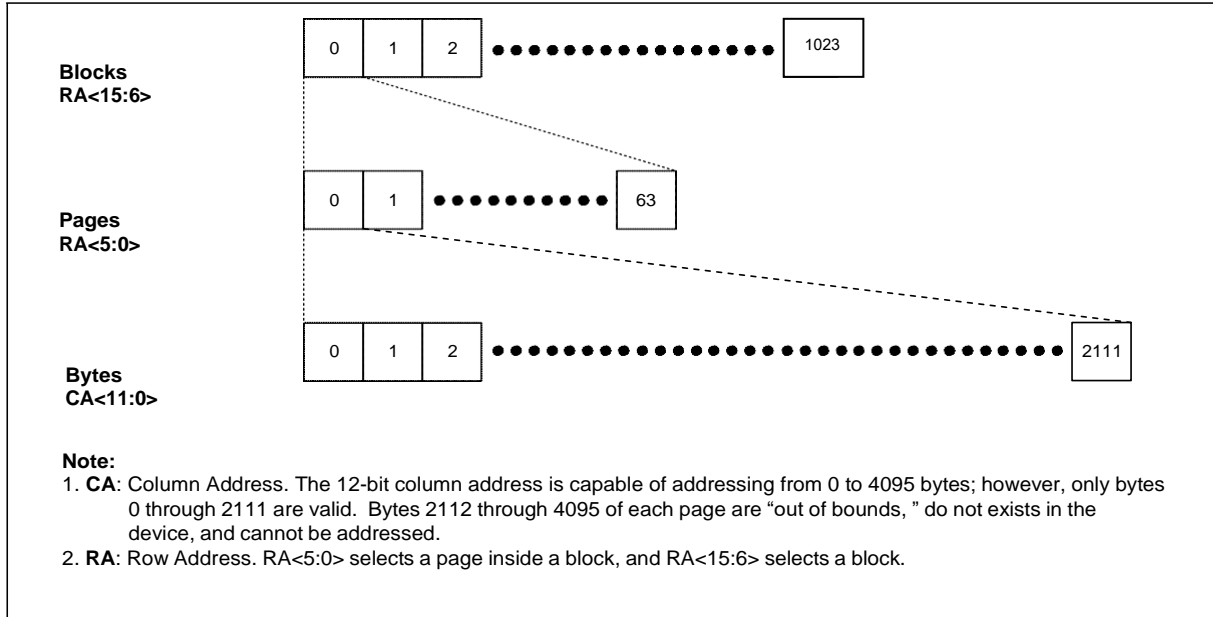 0 1 2 1023
Blocks
RA<15:6>
0 1 63
Pages
RA<5:0>
0 1 2 2111
Bytes
CA<11:0>
Note:
1. CA: Column Address. The 12-bit column address is capable of addressing from 0 to 4095 bytes; however, only bytes
0 through 2111 are valid. Bytes 2112 through 4095 of each page are “out of bounds, ” do not exists in the
device, and cannot be addressed.
2. RA: Row Address. RA<5:0> selects a page inside a block, and RA<15:6> selects a block.